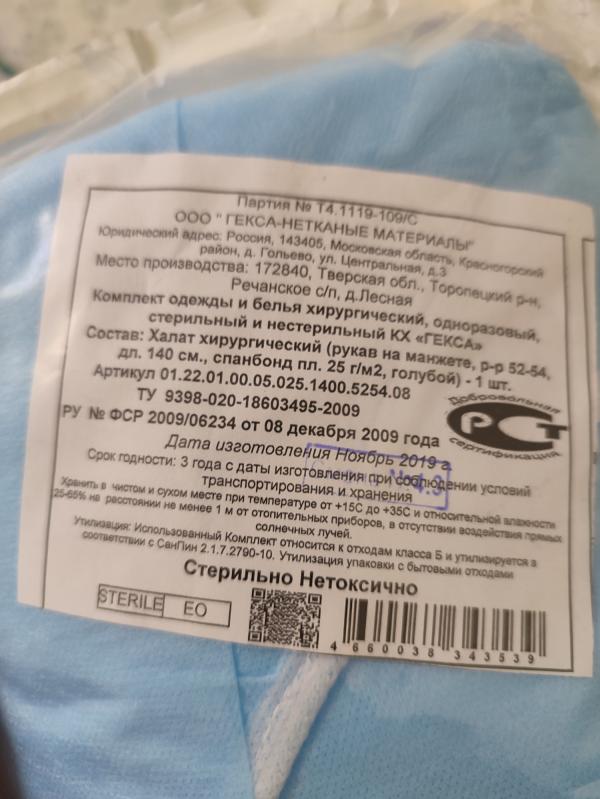 Партия № Т4.1119-109/С
ООО " ГЕКСА-НЕТКАНЫЕ МАТЕРИАЛЫ"
Юридический адрес: Россия, 143405, Московская область, Красногорский
район, д. Гольево, ул. Центральная, д.3
Место производства: 172840, Тверская обл., Торопецкий р-н,
Речанское с/п, д.Лесная
Комплект одежды и белья хирургический, одноразовый,
стерильный и нестерильный КХ «ГЕКСА»
Состав: Халат хирургический (рукав на манжете, р-р 52-54,
дл. 140 см., спанбонд пл. 25 г/м2, голубой) - 1 шт.
Артикул 01.22.01.00.05.025.1400.5254.08
ТУ 9398-020-18603495-2009
РУ № ФСР 2009/06234 от 08 декабря 2009 года
Добровольная
РСТ
сертификация
Дата изготовления Ноябрь 2019 г.
Срок годности: 3 года с даты изготовления при соблюдении условий
транспортирования и хранения
№4.3
Хранить в чистом и сухом месте при температуре от +15С до +35С и относительной влажности
25-65% на расстоянии не менее 1 м от отопительных приборов, в отсутствии воздействия прямых
солнечных лучей.
Утилизация: Использованный Комплект относится к отходам класса Б и утилизируется в
соответствии с СанПин 2.1.7.2790-10. Утилизация упаковки с бытовыми отходами
Стерильно Нетоксично
STERILE EO
4 660038 343539